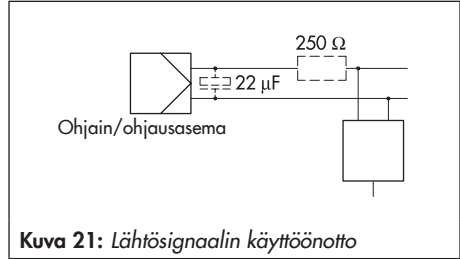 250 Ω
22 µF
Ohjain/ohjausasema
Kuva 21: Lähtösignaalin käyttöönotto